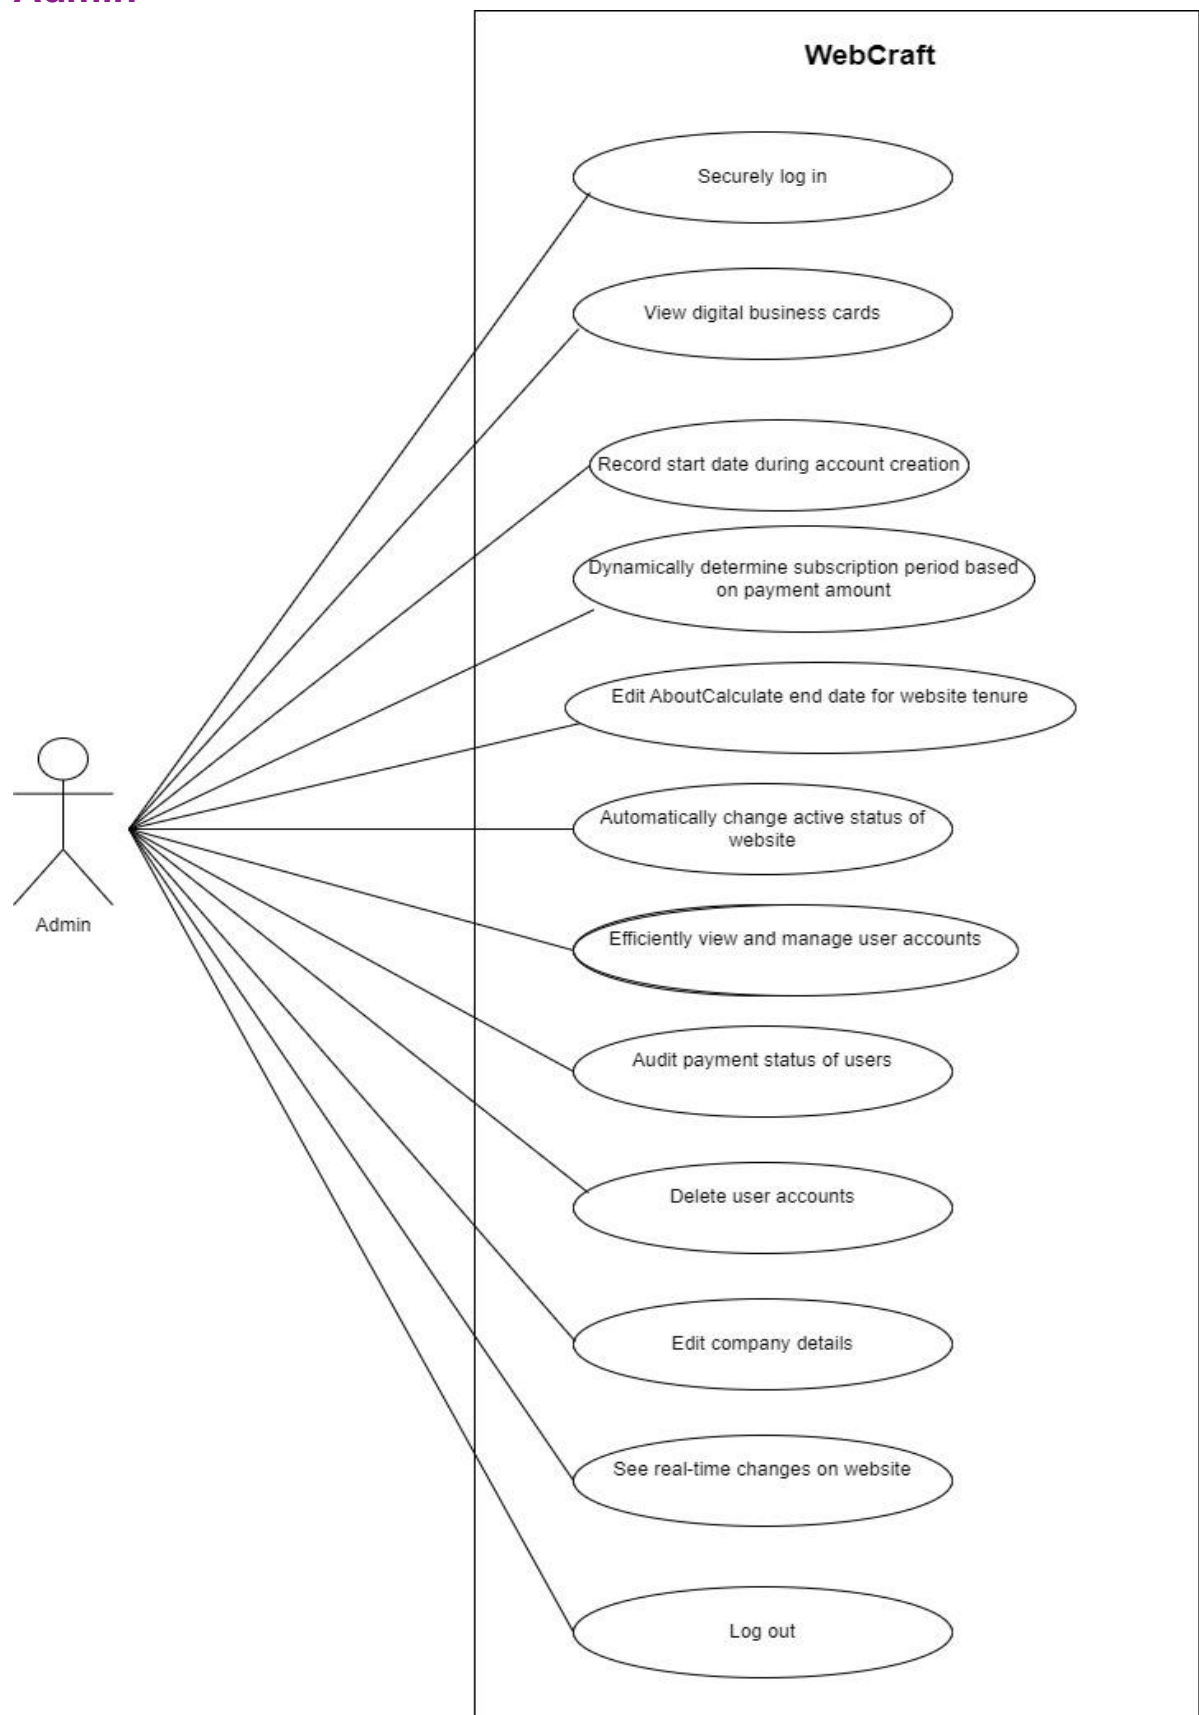 Admin
WebCraft
Securely log in
View digital business cards
Record start date during account creation
Dynamically determine subscription period based
on payment amount
Edit AboutCalculate end date for website tenure
Automatically change active status of
website
Admin
Efficiently view and manage user accounts
Audit payment status of users
Delete user accounts
Edit company details
See real-time changes on website
Log out